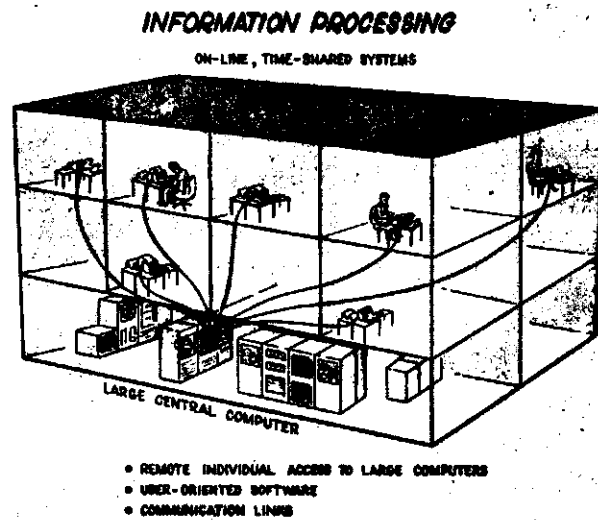 INFORMATION PROCESSING
ON-LINE, TIME-SHARED SYSTEMS
LARGE CENTRAL COMPUTER
• REMOTE INDIVIDUAL ACCESS TO LARGE COMPUTERS
• USER-ORIENTED SOFTWARE
• COMMUNICATION LINKS